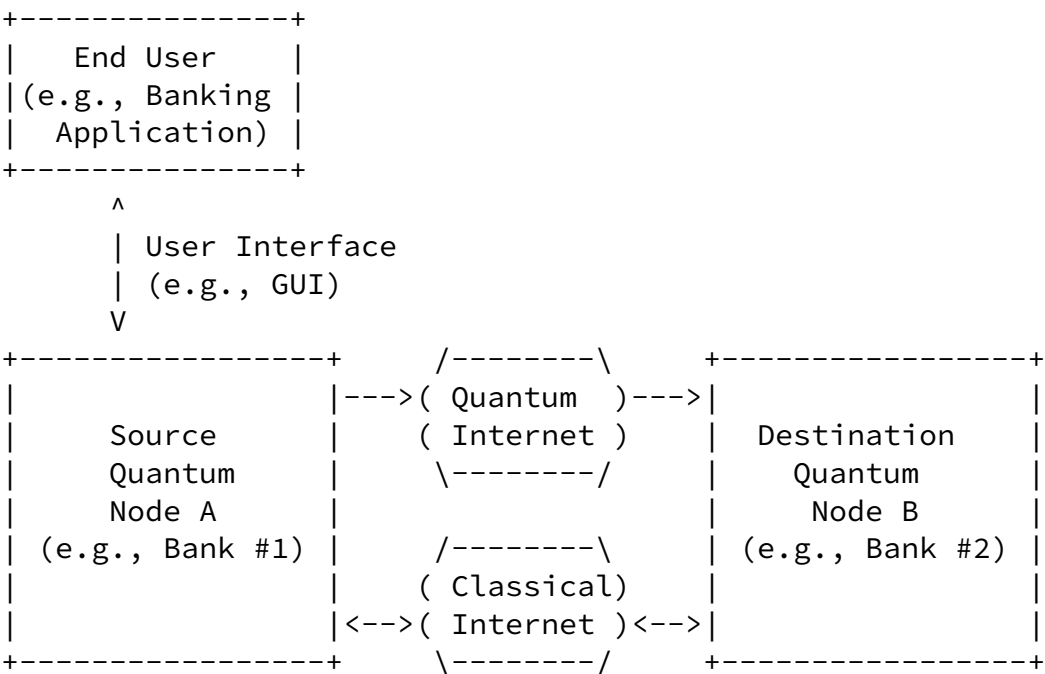 End User
(e.g., Banking
Application)
User Interface
(e.g., GUI)
Quantum
Source Internet Destination
Quantum Quantum
Node A Node B
(e.g., Bank #1) (e.g., Bank #2)
Classical
Internet